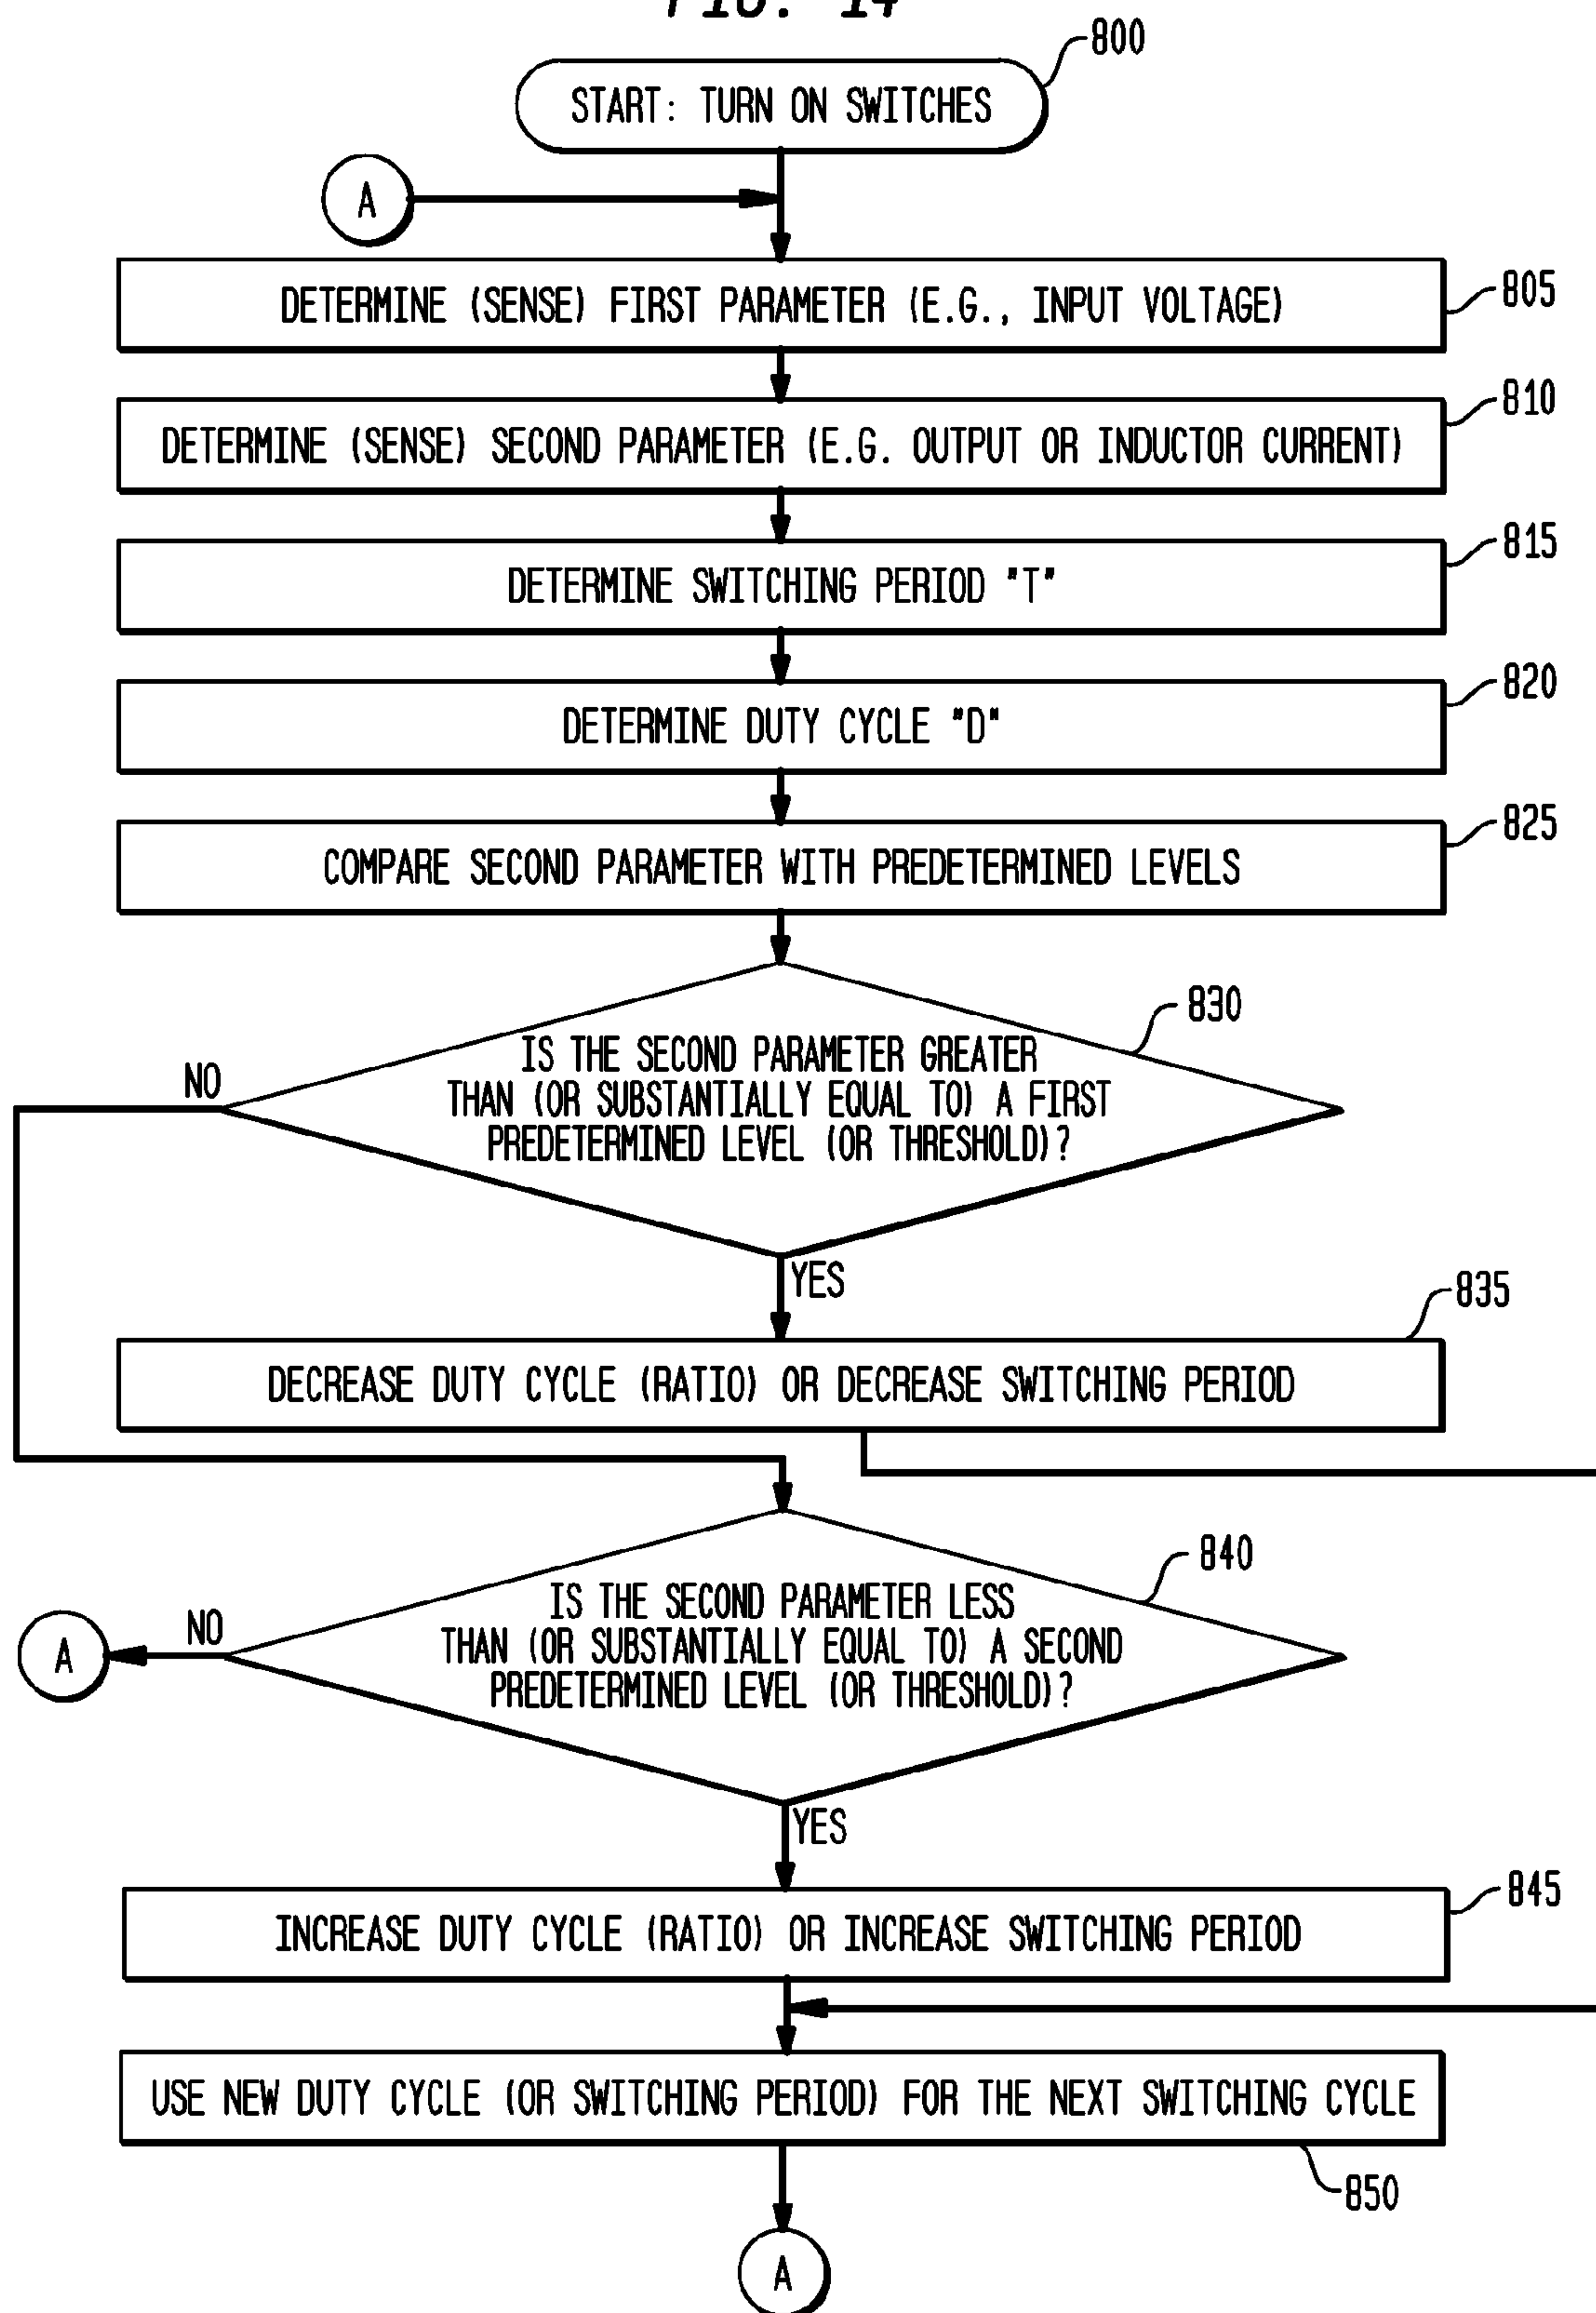 FIG. 14
800
START: TURN ON SWITCHES
A
DETERMINE (SENSE) FIRST PARAMETER (E.G., INPUT VOLTAGE)
805
DETERMINE (SENSE) SECOND PARAMETER (E.G. OUTPUT OR INDUCTOR CURRENT)
810
DETERMINE SWITCHING PERIOD "T"
815
DETERMINE DUTY CYCLE "D"
820
COMPARE SECOND PARAMETER WITH PREDETERMINED LEVELS
825
830
IS THE SECOND PARAMETER GREATER
THAN (OR SUBSTANTIALLY EQUAL TO) A FIRST
PREDETERMINED LEVEL (OR THRESHOLD)?
NO
YES
835
DECREASE DUTY CYCLE (RATIO) OR DECREASE SWITCHING PERIOD
840
IS THE SECOND PARAMETER LESS
THAN (OR SUBSTANTIALLY EQUAL TO) A SECOND
PREDETERMINED LEVEL (OR THRESHOLD)?
NO
A
YES
845
INCREASE DUTY CYCLE (RATIO) OR INCREASE SWITCHING PERIOD
USE NEW DUTY CYCLE (OR SWITCHING PERIOD) FOR THE NEXT SWITCHING CYCLE
850
A